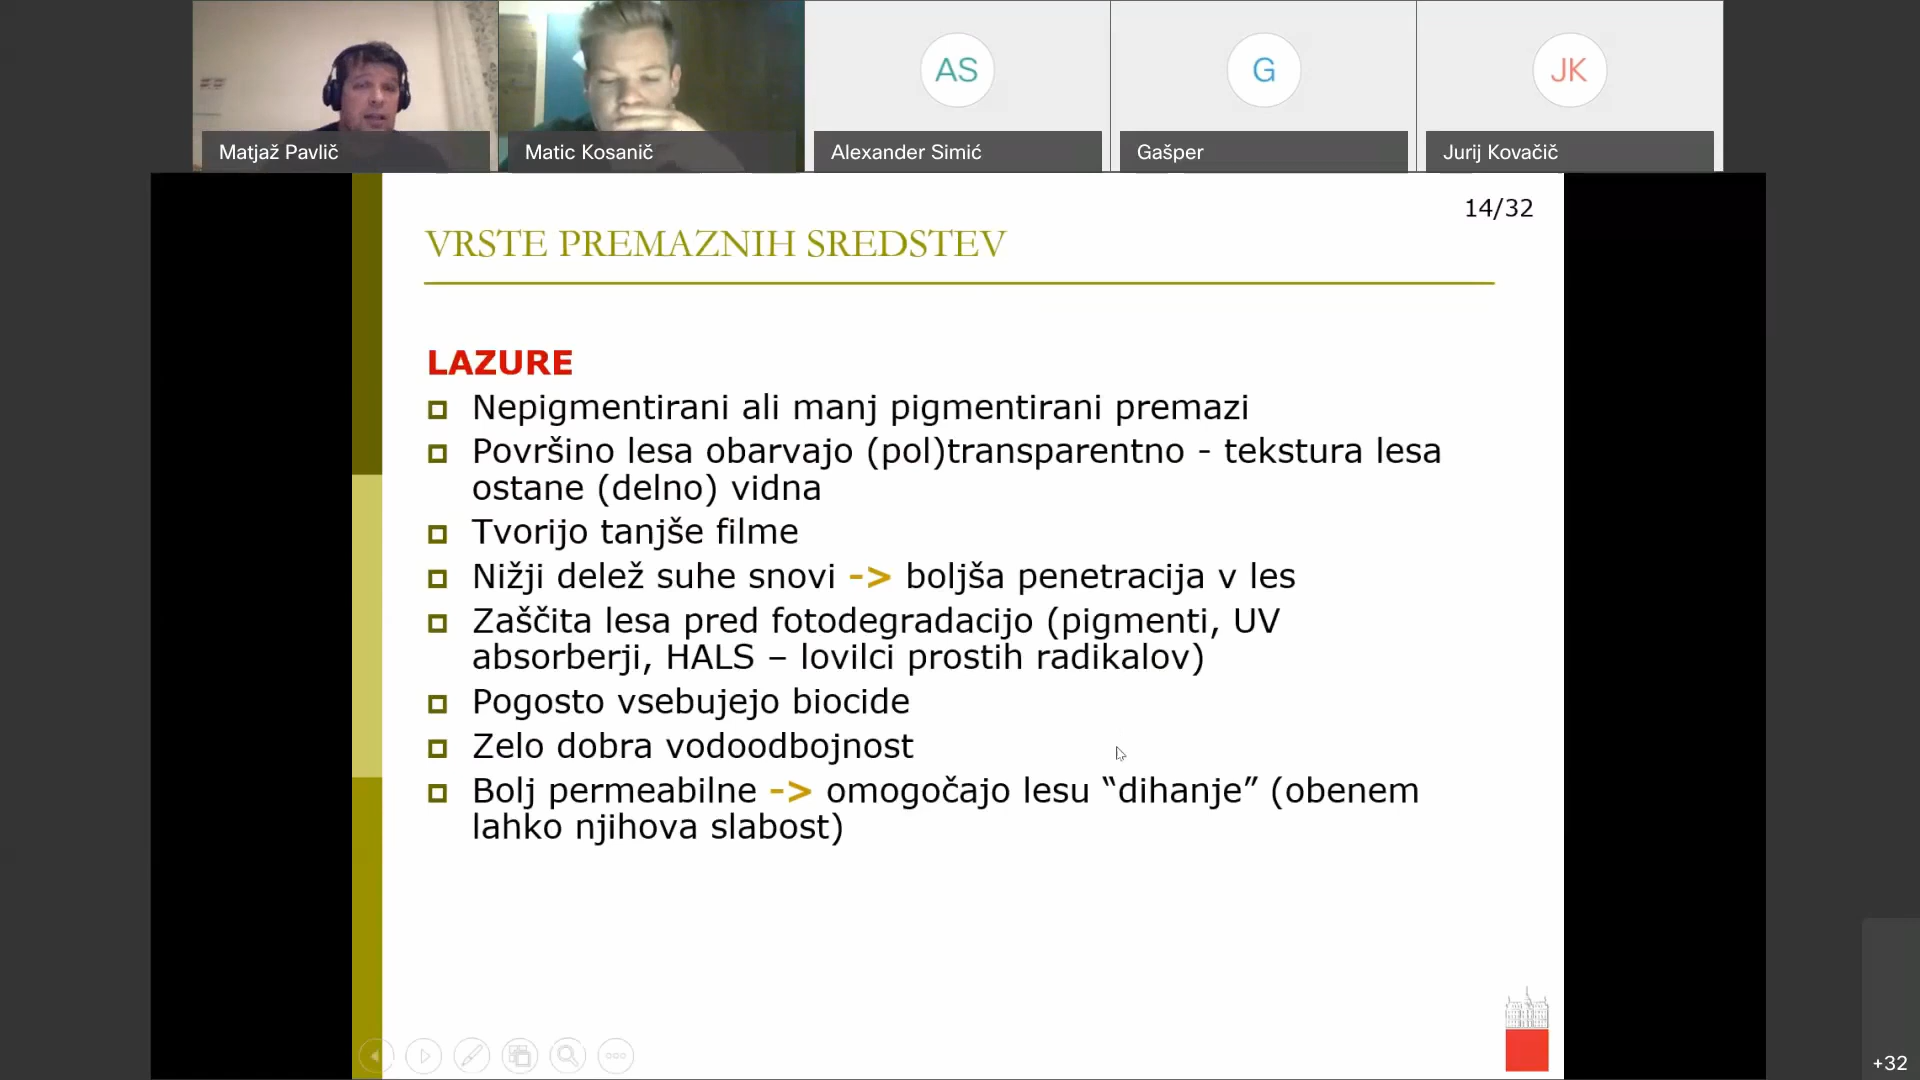 AS
G
JK
Matjaž Pavlič
Matic Kosanič
Alexander Simić
Gašper
Jurij Kovačič
14/32
VRSTE PREMAZNIH SREDSTEV
LAZURE
Nepigmentirani ali manj pigmentirani premazi
Površino lesa obarvajo (pol)transparentno - tekstura lesa
ostane (delno) vidna
Tvorijo tanjše filme
Nižji delež suhe snovi -> boljša penetracija v les
Zaščita lesa pred fotodegradacijo (pigmenti, UV
absorberji, HALS – lovilci prostih radikalov)
Pogosto vsebujejo biocide
Zelo dobra vodoodbojnost
Bolj permeabilne -> omogočajo lesu “dihanje” (obenem
lahko njihova slabost)
+32